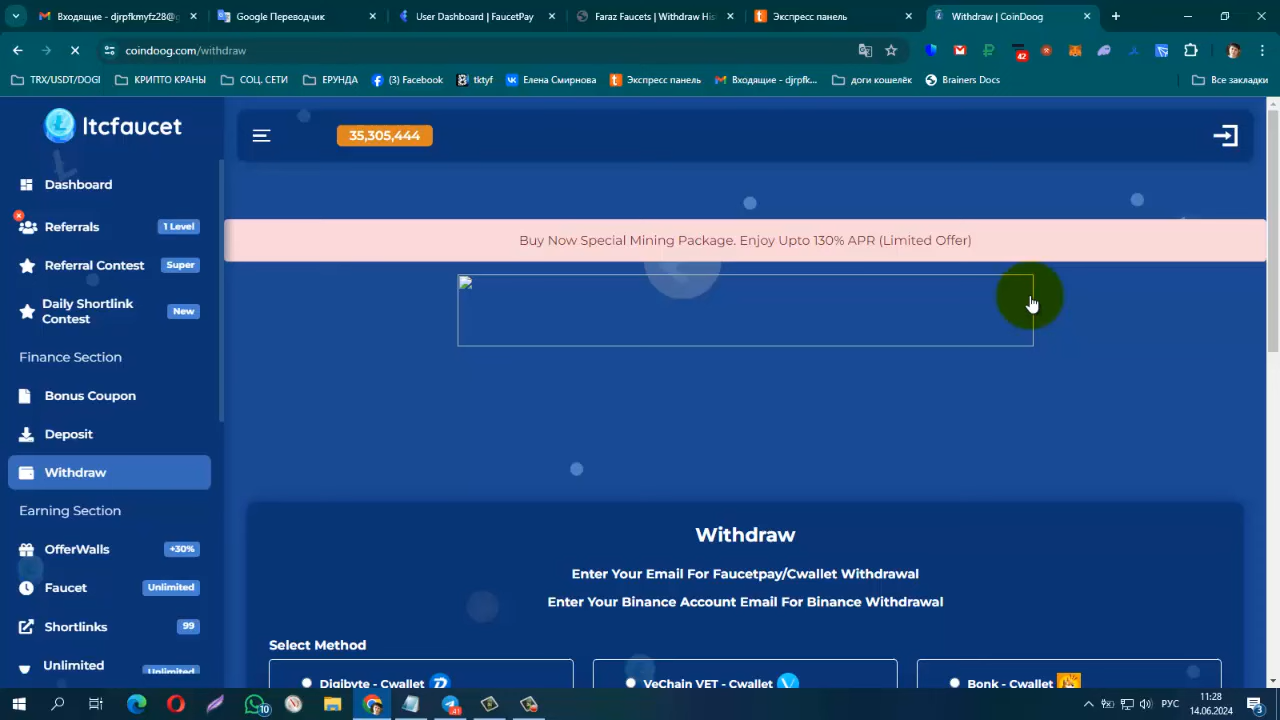 Входящие - djrpfkmyfz28@g
Google Переводчик
User Dashboard | FaucetPay
Faraz Faucets | Withdraw His
Экспресс панель
Withdraw | CoinDoog
coindoog.com/withdraw
42
TRX/USDT/DOGI
КРИПТО КРАНЫ
СОЦ. СЕТИ
ЕРУНДА
(3) Facebook
tktyf
Елена Смирнова
Экспресс панель
Входящие - djrpfk...
доги кошелёк
Brainers Docs
Все закладки
ltcfaucet
35,305,444
Dashboard
Referrals
1 Level
Referral Contest
Super
Daily Shortlink
Contest
New
Finance Section
Bonus Coupon
Deposit
Withdraw
Earning Section
OfferWalls
+30%
Faucet
Unlimited
Shortlinks
99
Unlimited
Unlimited
Buy Now Special Mining Package. Enjoy Upto 130% APR (Limited Offer)
Withdraw
Enter Your Email For Faucetpay/Cwallet Withdrawal
Enter Your Binance Account Email For Binance Withdrawal
Select Method
Digibyte - Cwallet
VeChain VET - Cwallet
Bonk - Cwallet
10
РУС
11:28
14.06.2024
3